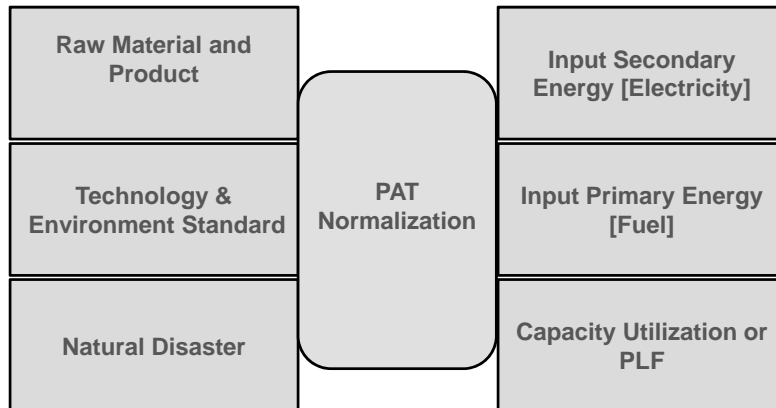 Raw Material and
Product
Technology &
Environment Standard
Natural Disaster
PAT
Normalization
Input Secondary
Energy [Electricity]
Input Primary Energy
[Fuel]
Capacity Utilization or
PLF